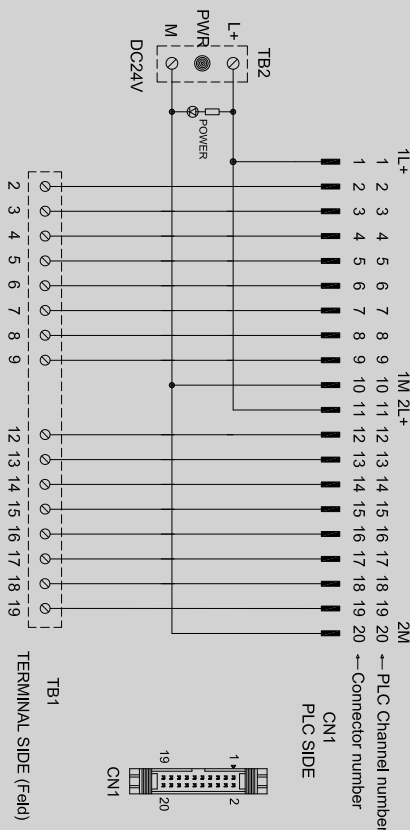 1L+ 1M 2L+ 2M
1 2 3 4 5 6 7 8 9 10 11 12 13 14 15 16 17 18 19 20 ← PLC Channel number
1 2 3 4 5 6 7 8 9 10 11 12 13 14 15 16 17 18 19 20 ← Connector number
CN1
PLC SIDE
TB2
L+
PWR
M
DC24V
POWER
1 2
19 20
CN1
TB1
2 3 4 5 6 7 8 9 12 13 14 15 16 17 18 19
TERMINAL SIDE (Feld)